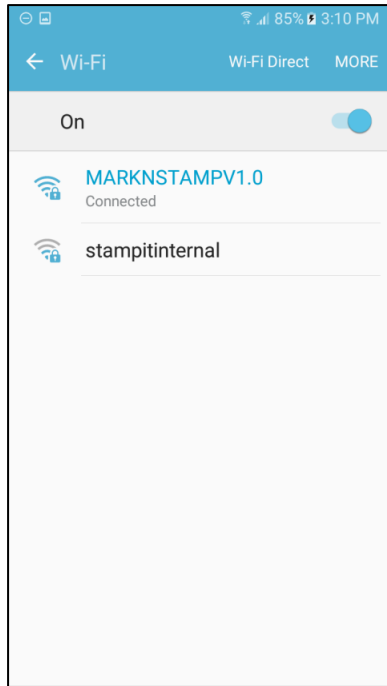 85% 3:10 PM
Wi-Fi Wi-Fi Direct MORE
On
MARKNSTAMPV1.0
Connected
stampitinternal